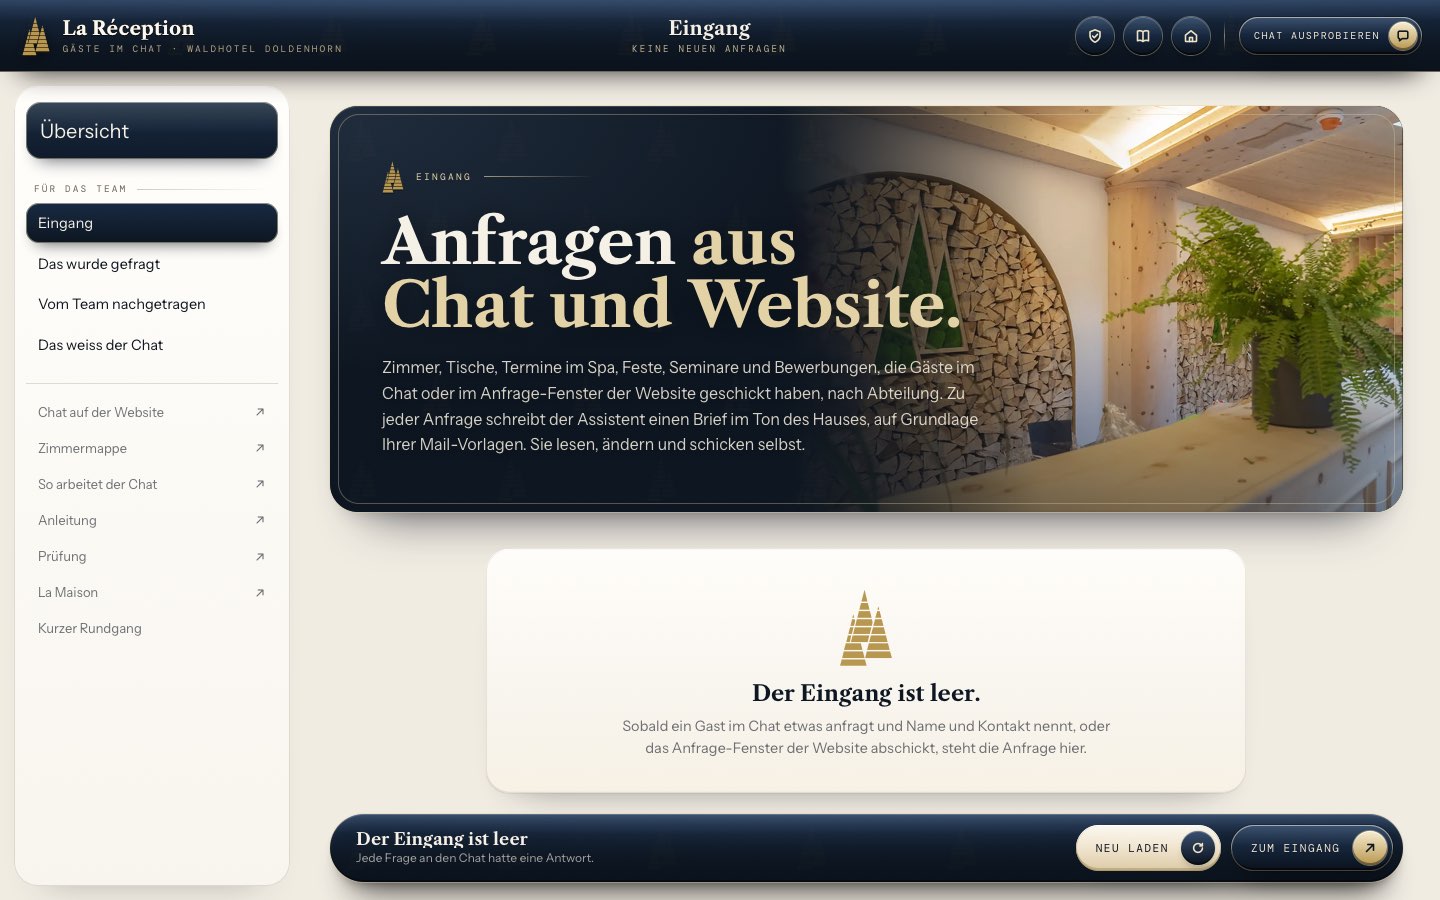 La Réception
GÄSTE IM CHAT · WALDHOTEL DOLDENHORN
Eingang
KEINE NEUEN ANFRAGEN
CHAT AUSPROBIEREN
Übersicht
FÜR DAS TEAM
Eingang
Das wurde gefragt
Vom Team nachgetragen
Das weiss der Chat
Chat auf der Website
Zimmermappe
So arbeitet der Chat
Anleitung
Prüfung
La Maison
Kurzer Rundgang
EINGANG
Anfragen aus
Chat und Website.
Zimmer, Tische, Termine im Spa, Feste, Seminare und Bewerbungen, die Gäste im
Chat oder im Anfrage-Fenster der Website geschickt haben, nach Abteilung. Zu
jeder Anfrage schreibt der Assistent einen Brief im Ton des Hauses, auf Grundlage
Ihrer Mail-Vorlagen. Sie lesen, ändern und schicken selbst.
Der Eingang ist leer.
Sobald ein Gast im Chat etwas anfragt und Name und Kontakt nennt, oder
das Anfrage-Fenster der Website abschickt, steht die Anfrage hier.
Der Eingang ist leer
Jede Frage an den Chat hatte eine Antwort.
NEU LADEN
ZUM EINGANG